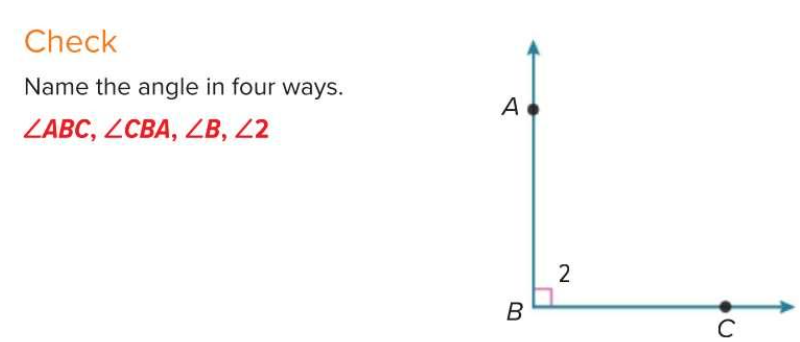 Check
Name the angle in four ways.
∠ABC, ∠CBA, ∠B, ∠2
A
2
B
C